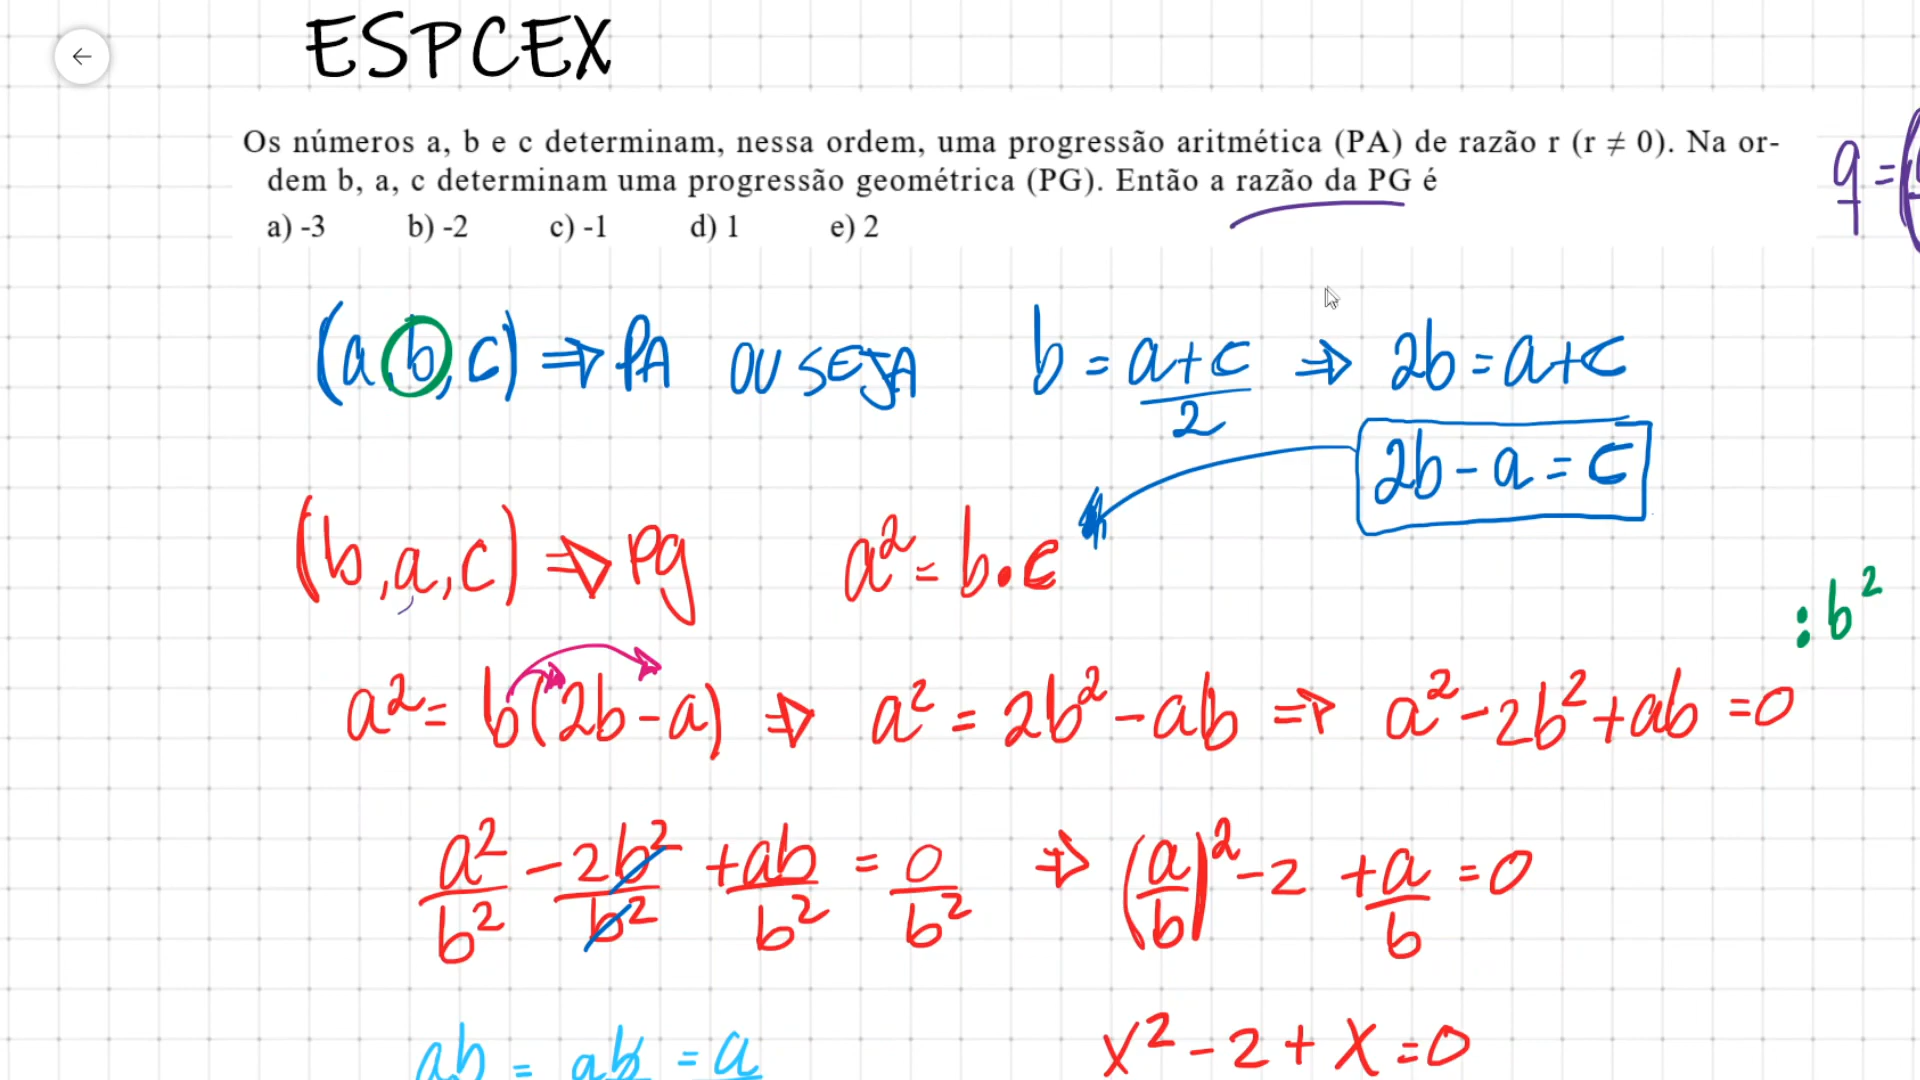 ESPCEX
Os números a, b e c determinam, nessa ordem, uma progressão aritmética (PA) de razão r (r ≠ 0). Na or-
dem b, a, c determinam uma progressão geométrica (PG). Então a razão da PG é
a) -3 b) -2 c) -1 d) 1 e) 2
q = (
(a b, c) ⇒ PA OU SEJA b = a+c/2 ⇒ 2b = a+c
2b - a = c
(b, a, c) ⇒ PG a² = b•c
:b²
a² = b(2b-a) ⇒ a² = 2b² - ab ⇒ a² - 2b² + ab = 0
a²/b² - 2b²/b² + ab/b² = 0/b² ⇒ (a/b)² - 2 + a/b = 0
ab = ab = a
x² - 2 + x = 0